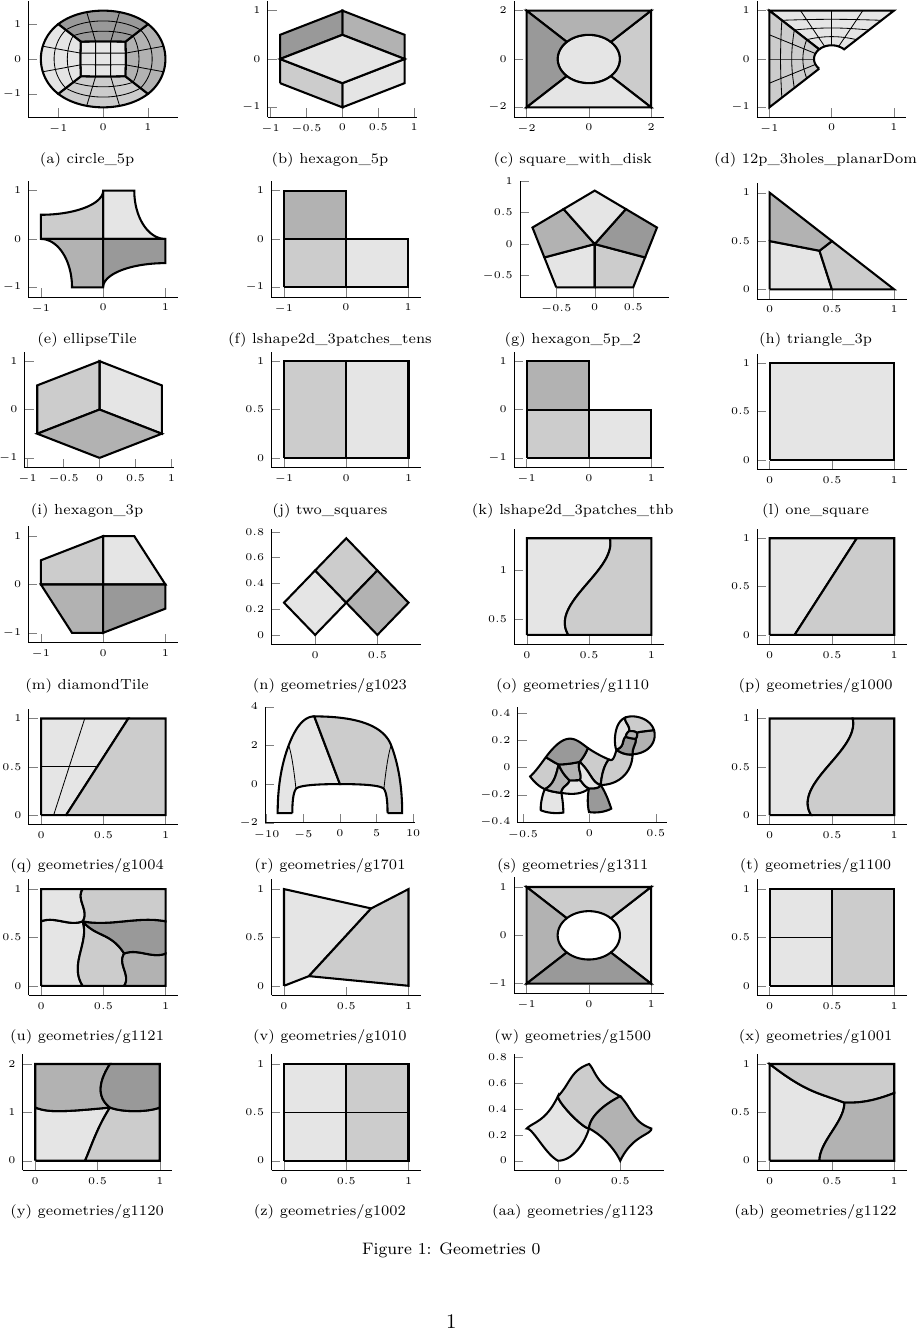 1
0
−1
−1 0 1
(a) circle_5p
1
0
−1
−1 −0.5 0 0.5 1
(b) hexagon_5p
2
0
−2
−2 0 2
(c) square_with_disk
1
0
−1
−1 0 1
(d) 12p_3holes_planarDom
1
0
−1
−1 0 1
(e) ellipseTile
1
0
−1
−1 0 1
(f) lshape2d_3patches_tens
1
0.5
0
−0.5
−0.5 0 0.5
(g) hexagon_5p_2
1
0.5
0
0 0.5 1
(h) triangle_3p
1
0
−1
−1 −0.5 0 0.5 1
(i) hexagon_3p
1
0.5
0
−1 0 1
(j) two_squares
1
0
−1
−1 0 1
(k) lshape2d_3patches_thb
1
0.5
0
0 0.5 1
(l) one_square
1
0
−1
−1 0 1
(m) diamondTile
0.8
0.6
0.4
0.2
0
0 0.5
(n) geometries/g1023
1
0.5
0 0.5 1
(o) geometries/g1110
1
0.5
0
0 0.5 1
(p) geometries/g1000
1
0.5
0
0 0.5 1
(q) geometries/g1004
4
2
0
−2
−10 −5 0 5 10
(r) geometries/g1701
0.4
0.2
0
−0.2
−0.4
−0.5 0 0.5
(s) geometries/g1311
1
0.5
0
0 0.5 1
(t) geometries/g1100
1
0.5
0
0 0.5 1
(u) geometries/g1121
1
0.5
0
0 0.5 1
(v) geometries/g1010
1
0
−1
−1 0 1
(w) geometries/g1500
1
0.5
0
0 0.5 1
(x) geometries/g1001
2
1
0
0 0.5 1
(y) geometries/g1120
1
0.5
0
0 0.5 1
(z) geometries/g1002
0.8
0.6
0.4
0.2
0
0 0.5
(aa) geometries/g1123
1
0.5
0
0 0.5 1
(ab) geometries/g1122
Figure 1: Geometries 0
1